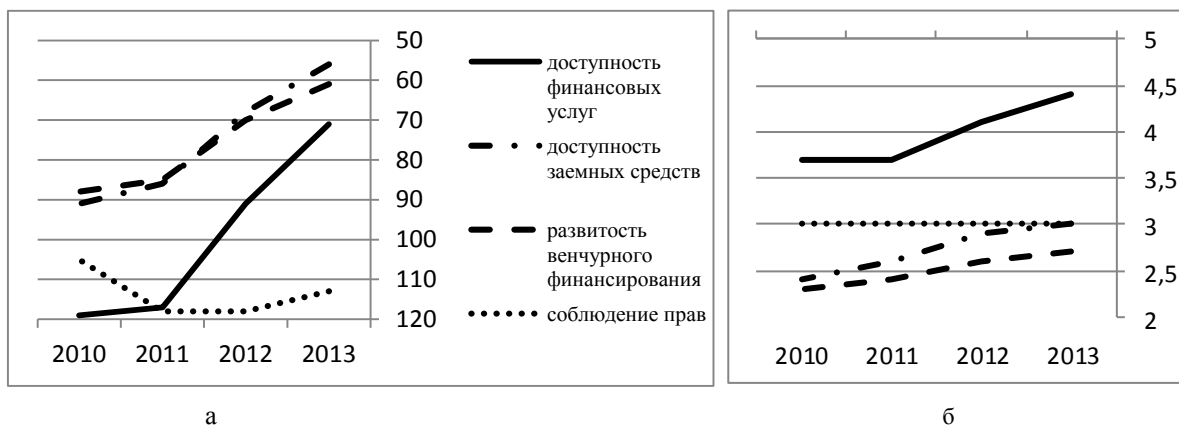 50
60
70
80
90
100
110
120
2010 2011 2012 2013
доступность
финансовых
услуг
доступность
заемных средств
развитость
венчурного
финансирования
соблюдение прав
5
4,5
4
3,5
3
2,5
2
2010 2011 2012 2013
а
б